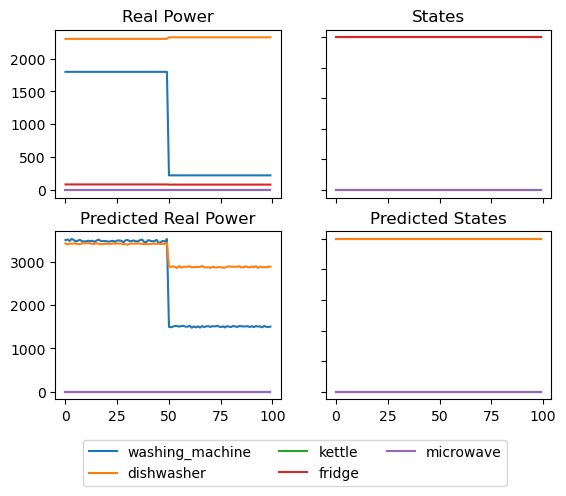 Real Power
States
2000
1500
1000
500
0
Predicted Real Power
Predicted States
3000
2000
1000
0
0 25 50 75 100
0 25 50 75 100
washing_machine kettle microwave
dishwasher fridge